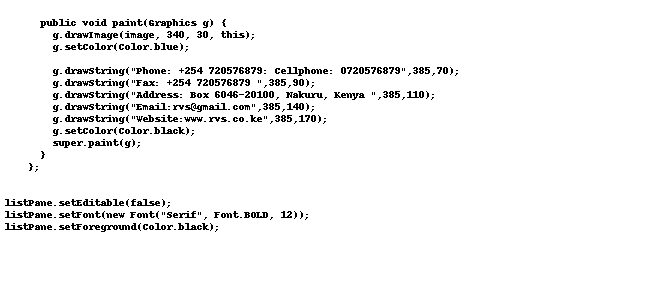 public void paint(Graphics g) {
g.drawImage(image, 340, 30, this);
g.setColor(Color.blue);
g.drawString("Phone: +254 720576879: Cellphone: 0720576879",385,70);
g.drawString("Fax: +254 720576879 ",385,90);
g.drawString("Address: Box 6046-20100, Nakuru, Kenya ",385,110);
g.drawString("Email:rvs@gmail.com",385,140);
g.drawString("Website:www.rvs.co.ke",385,170);
g.setColor(Color.black);
super.paint(g);
}
};
listPane.setEditable(false);
listPane.setFont(new Font("Serif", Font.BOLD, 12));
listPane.setForeground(Color.black);